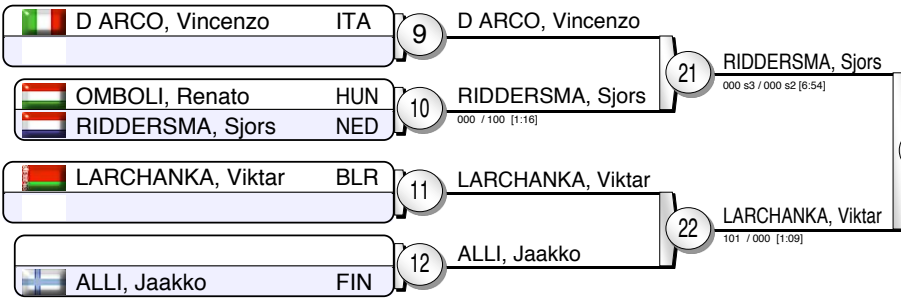 D ARCO, Vincenzo ITA
9
D ARCO, Vincenzo
21
RIDDERSMA, Sjors
000 s3 / 000 s2 [6:54]
OMBOLI, Renato HUN
RIDDERSMA, Sjors NED
10
RIDDERSMA, Sjors
000 / 100 [1:16]
LARCHANKA, Viktar BLR
11
LARCHANKA, Viktar
22
LARCHANKA, Viktar
101 / 000 [1:09]
ALLI, Jaakko FIN
12
ALLI, Jaakko